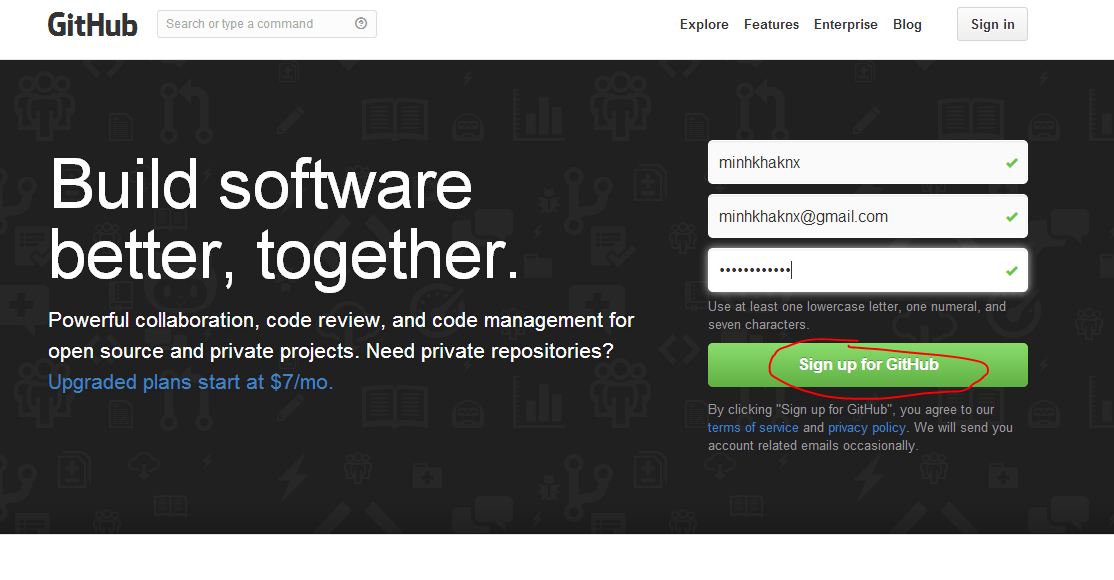 GitHub
Search or type a command
Explore Features Enterprise Blog Sign in
Build software
better, together.
Powerful collaboration, code review, and code management for
open source and private projects. Need private repositories?
Upgraded plans start at $7/mo.
minhkhaknx
minhkhaknx@gmail.com
••••••••••••
Use at least one lowercase letter, one numeral, and
seven characters.
Sign up for GitHub
By clicking "Sign up for GitHub", you agree to our
terms of service and privacy policy. We will send you
account related emails occasionally.